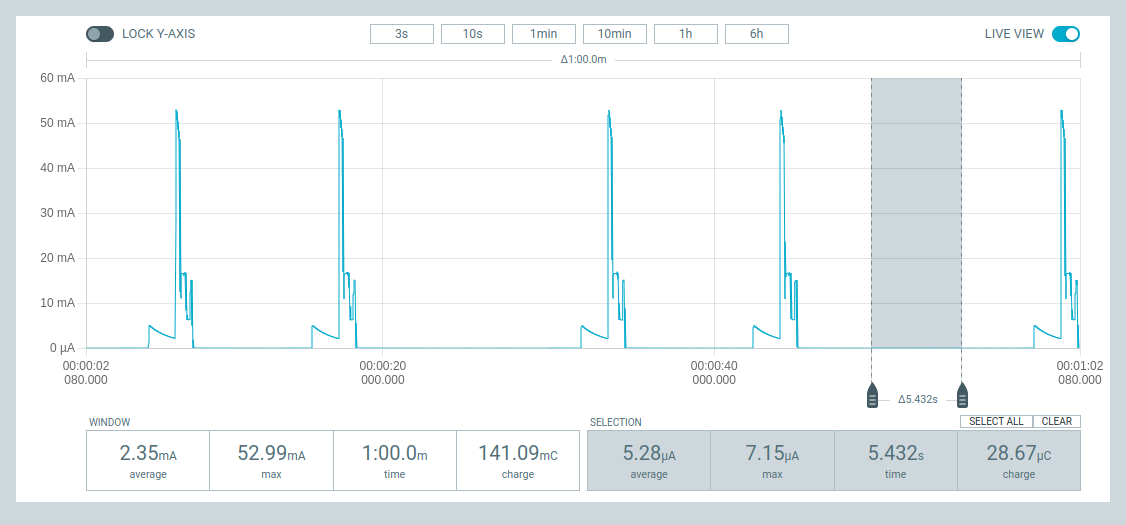 LOCK Y-AXIS 3s 10s 1min 10min 1h 6h LIVE VIEW
Δ1:00.0m
60 mA
50 mA
40 mA
30 mA
20 mA
10 mA
0 µA
00:00:02 00:00:20 00:00:40 00:01:02
080.000 000.000 000.000 080.000
Δ5.432s
WINDOW SELECTION SELECT ALL CLEAR
2.35mA 52.99mA 1:00.0m 141.09mC 5.28µA 7.15µA 5.432s 28.67µC
average max time charge average max time charge